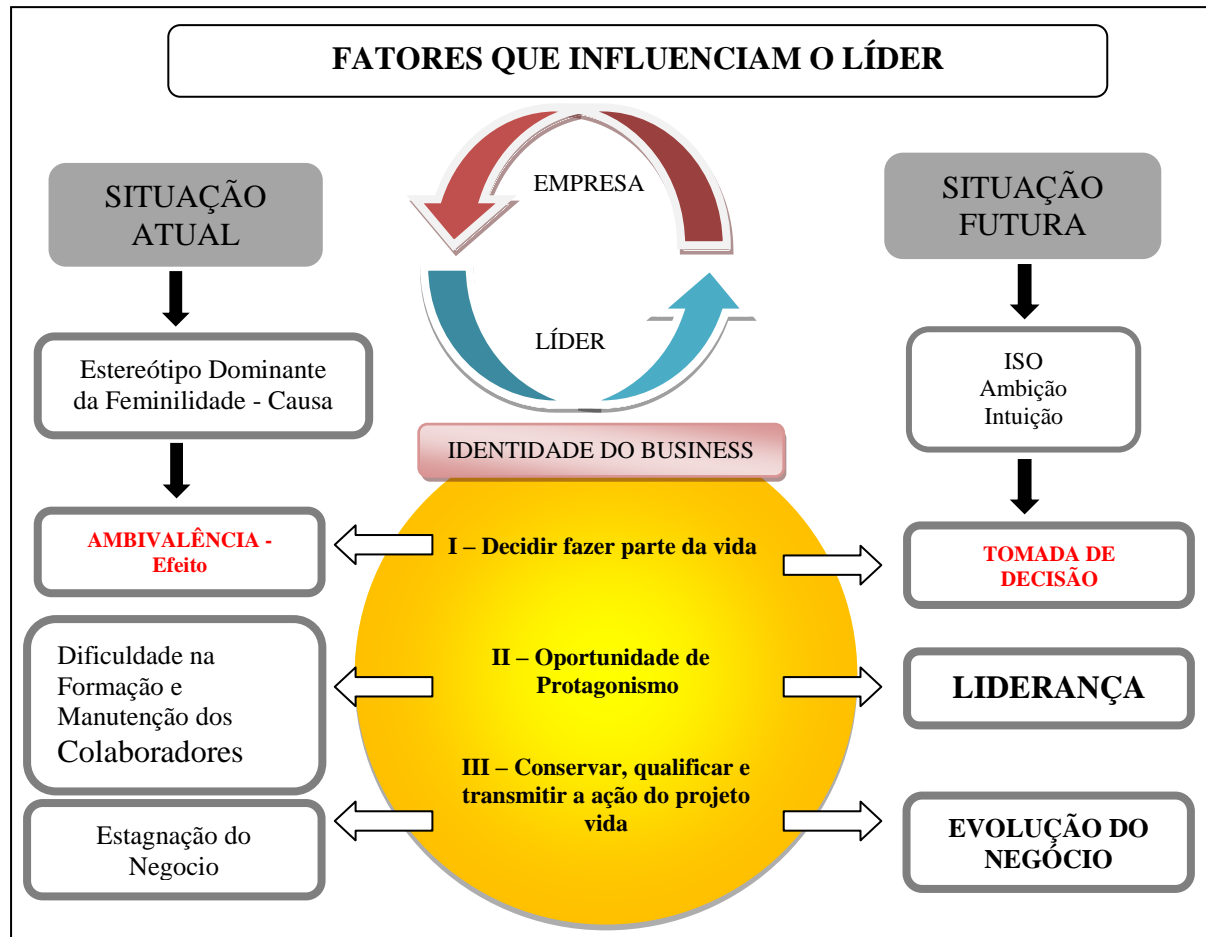 FATORES QUE INFLUENCIAM O LÍDER
SITUAÇÃO
ATUAL
Estereótipo Dominante
da Feminilidade - Causa
AMBIVALÊNCIA -
Efeito
Dificuldade na
Formação e
Manutenção dos
Colaboradores
Estagnação do
Negocio
EMPRESA
LÍDER
IDENTIDADE DO BUSINESS
I – Decidir fazer parte da vida
II – Oportunidade de
Protagonismo
III – Conservar, qualificar e
transmitir a ação do projeto
vida
SITUAÇÃO
FUTURA
ISO
Ambição
Intuição
TOMADA DE
DECISÃO
LIDERANÇA
EVOLUÇÃO DO
NEGÓCIO